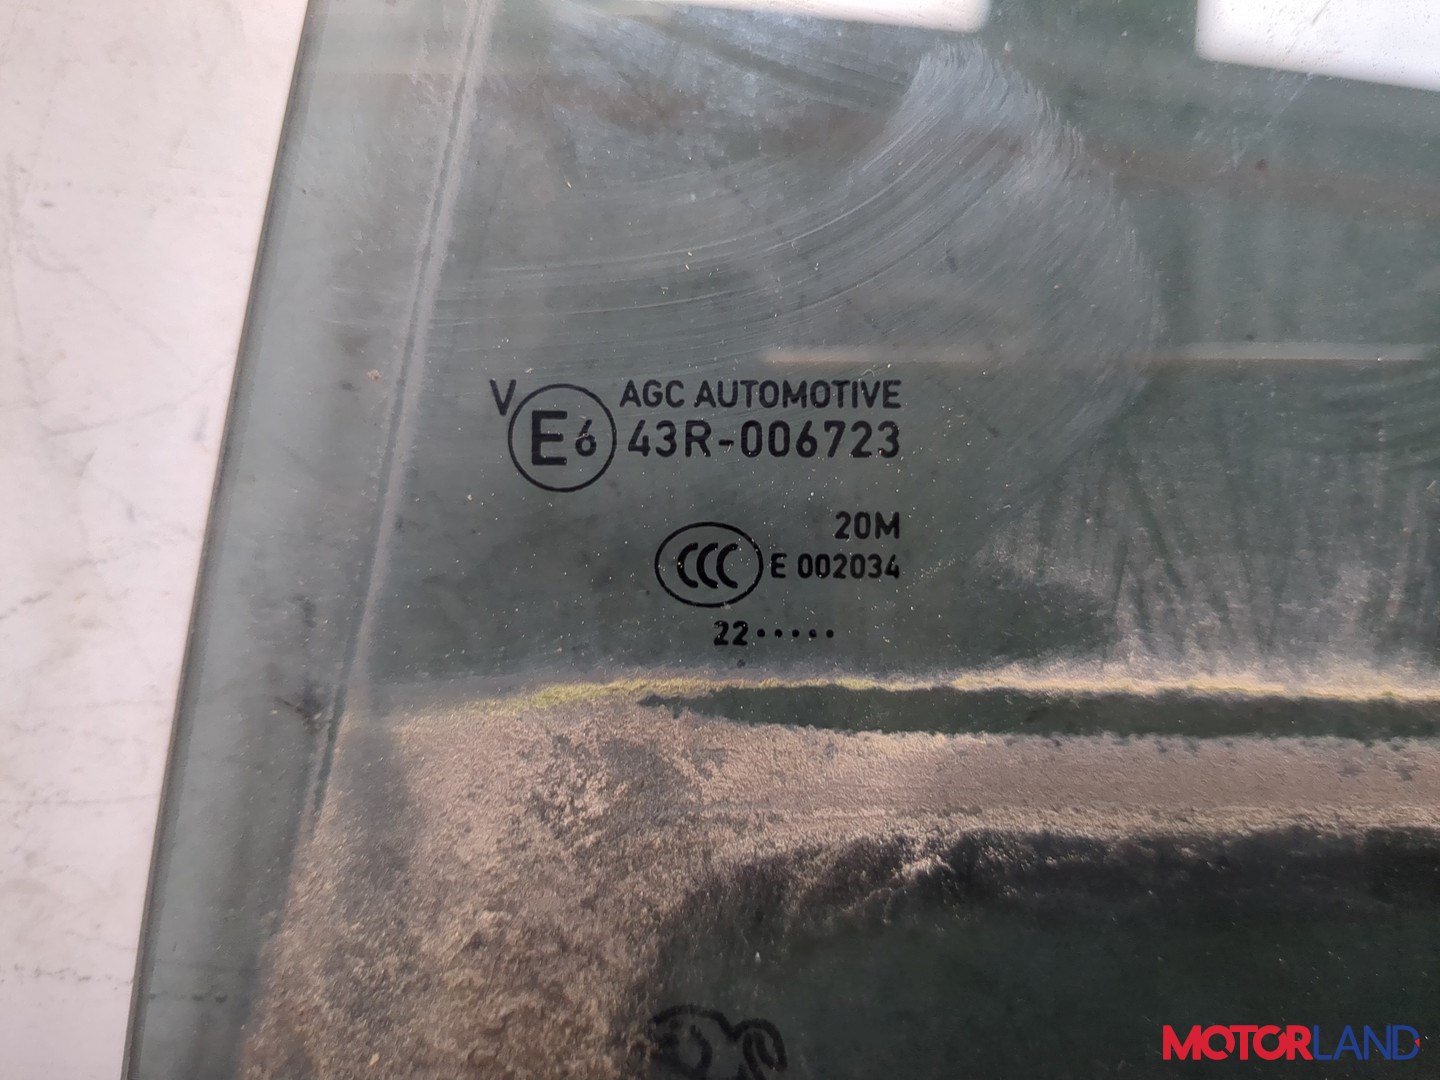 V E6 AGC AUTOMOTIVE
43R-006723
20M
CCC E 002034
22.....
MOTORLAND